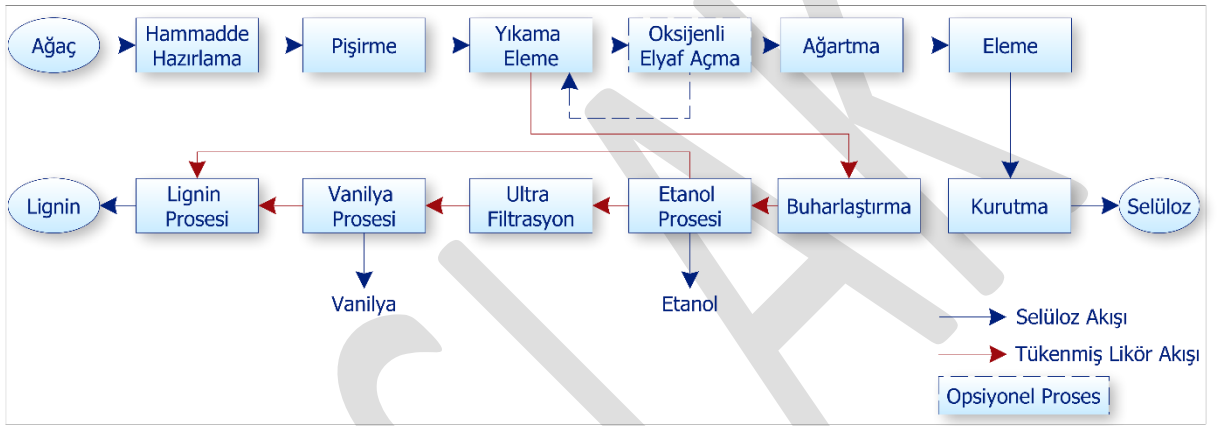 Ağaç
Hammadde
Hazırlama
Pişirme
Yıkama
Eleme
Oksijenli
Elyaf Açma
Ağartma
Eleme
Lignin
Lignin
Prosesi
Vanilya
Prosesi
Ultra
Filtrasyon
Etanol
Prosesi
Buharlaştırma
Kurutma
Selüloz
Vanilya
Etanol
Selüloz Akışı
Tükenmiş Likör Akışı
Opsiyonel Proses